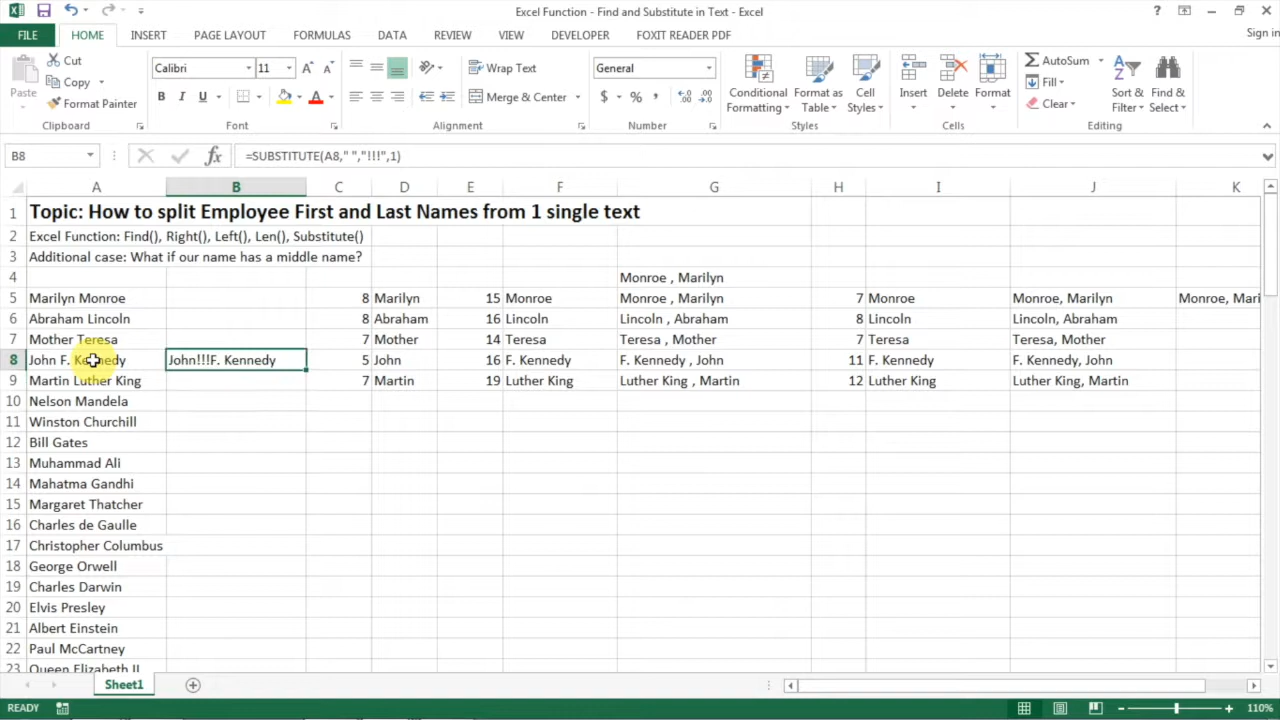 Excel Function - Find and Substitute in Text - Excel
?
Sign in
FILE HOME INSERT PAGE LAYOUT FORMULAS DATA REVIEW VIEW DEVELOPER FOXIT READER PDF
Paste Cut Copy Format Painter
Calibri 11 B I U A
Wrap Text
Merge & Center
General
$ %
Conditional Formatting Format as Table Cell Styles
Insert Delete Format
AutoSum Fill Clear
Sort & Filter Find & Select
Clipboard Font Alignment Number Styles Cells Editing
B8 fx =SUBSTITUTE(A8," ","!!!",1)
A B C D E F G H I J K
1 Topic: How to split Employee First and Last Names from 1 single text
2 Excel Function: Find(), Right(), Left(), Len(), Substitute()
3 Additional case: What if our name has a middle name?
4 Monroe , Marilyn
5 Marilyn Monroe 8 Marilyn 15 Monroe Monroe , Marilyn 7 Monroe Monroe, Marilyn Monroe, Mari
6 Abraham Lincoln 8 Abraham 16 Lincoln Lincoln , Abraham 8 Lincoln Lincoln, Abraham
7 Mother Teresa 7 Mother 14 Teresa Teresa , Mother 7 Teresa Teresa, Mother
8 John F. Kennedy John!!!F. Kennedy 5 John 16 F. Kennedy F. Kennedy , John 11 F. Kennedy F. Kennedy, John
9 Martin Luther King 7 Martin 19 Luther King Luther King , Martin 12 Luther King Luther King, Martin
10 Nelson Mandela
11 Winston Churchill
12 Bill Gates
13 Muhammad Ali
14 Mahatma Gandhi
15 Margaret Thatcher
16 Charles de Gaulle
17 Christopher Columbus
18 George Orwell
19 Charles Darwin
20 Elvis Presley
21 Albert Einstein
22 Paul McCartney
23 Queen Elizabeth II
Sheet1
READY 110%